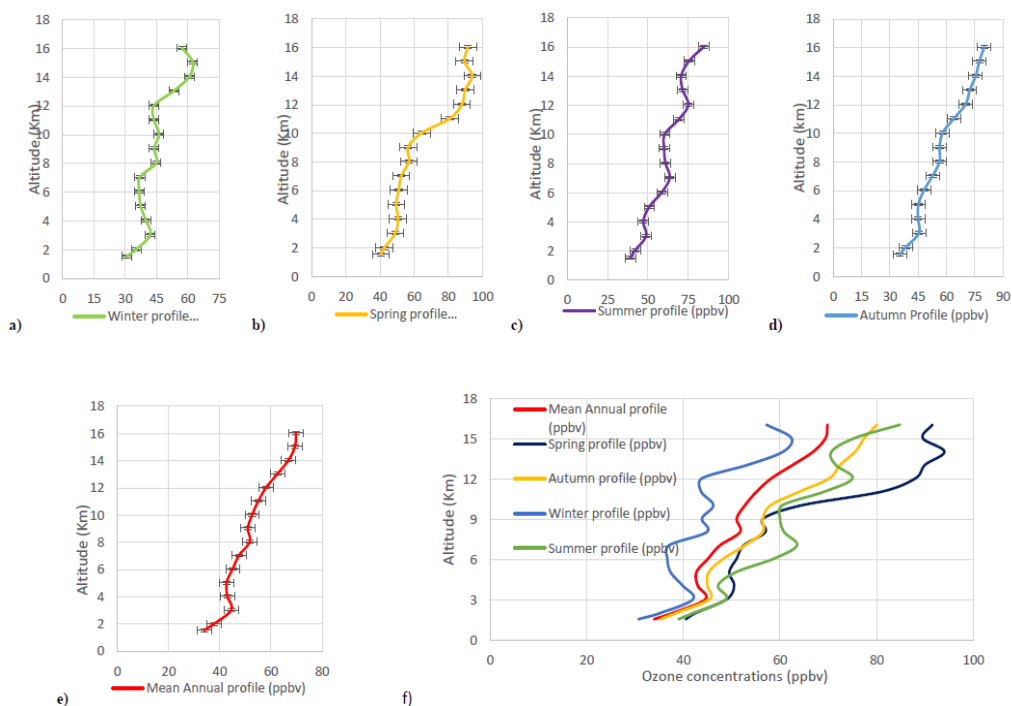 18
16
14
12
10
8
6
4
2
0
Altitude (Km)
0 15 30 45 60 75
Winter profile...
a)
18
16
14
12
10
8
6
4
2
0
Altitude (Km)
0 20 40 60 80 100
Spring profile...
b)
18
16
14
12
10
8
6
4
2
0
Altitude (Km)
0 25 50 75 100
Summer profile (ppbv)
c)
18
16
14
12
10
8
6
4
2
0
Altitude (km)
0 15 30 45 60 75 90
Autumn Profile (ppbv)
d)
18
16
14
12
10
8
6
4
2
0
Altitude (Km)
0 20 40 60 80
Mean Annual profile (ppbv)
e)
18
15
12
9
6
3
0
Altitude (Km)
Mean Annual profile
(ppbv)
Spring profile (ppbv)
Autumn profile (ppbv)
Winter profile (ppbv)
Summer profile (ppbv)
0 20 40 60 80 100
Ozone concentrations (ppbv)
f)